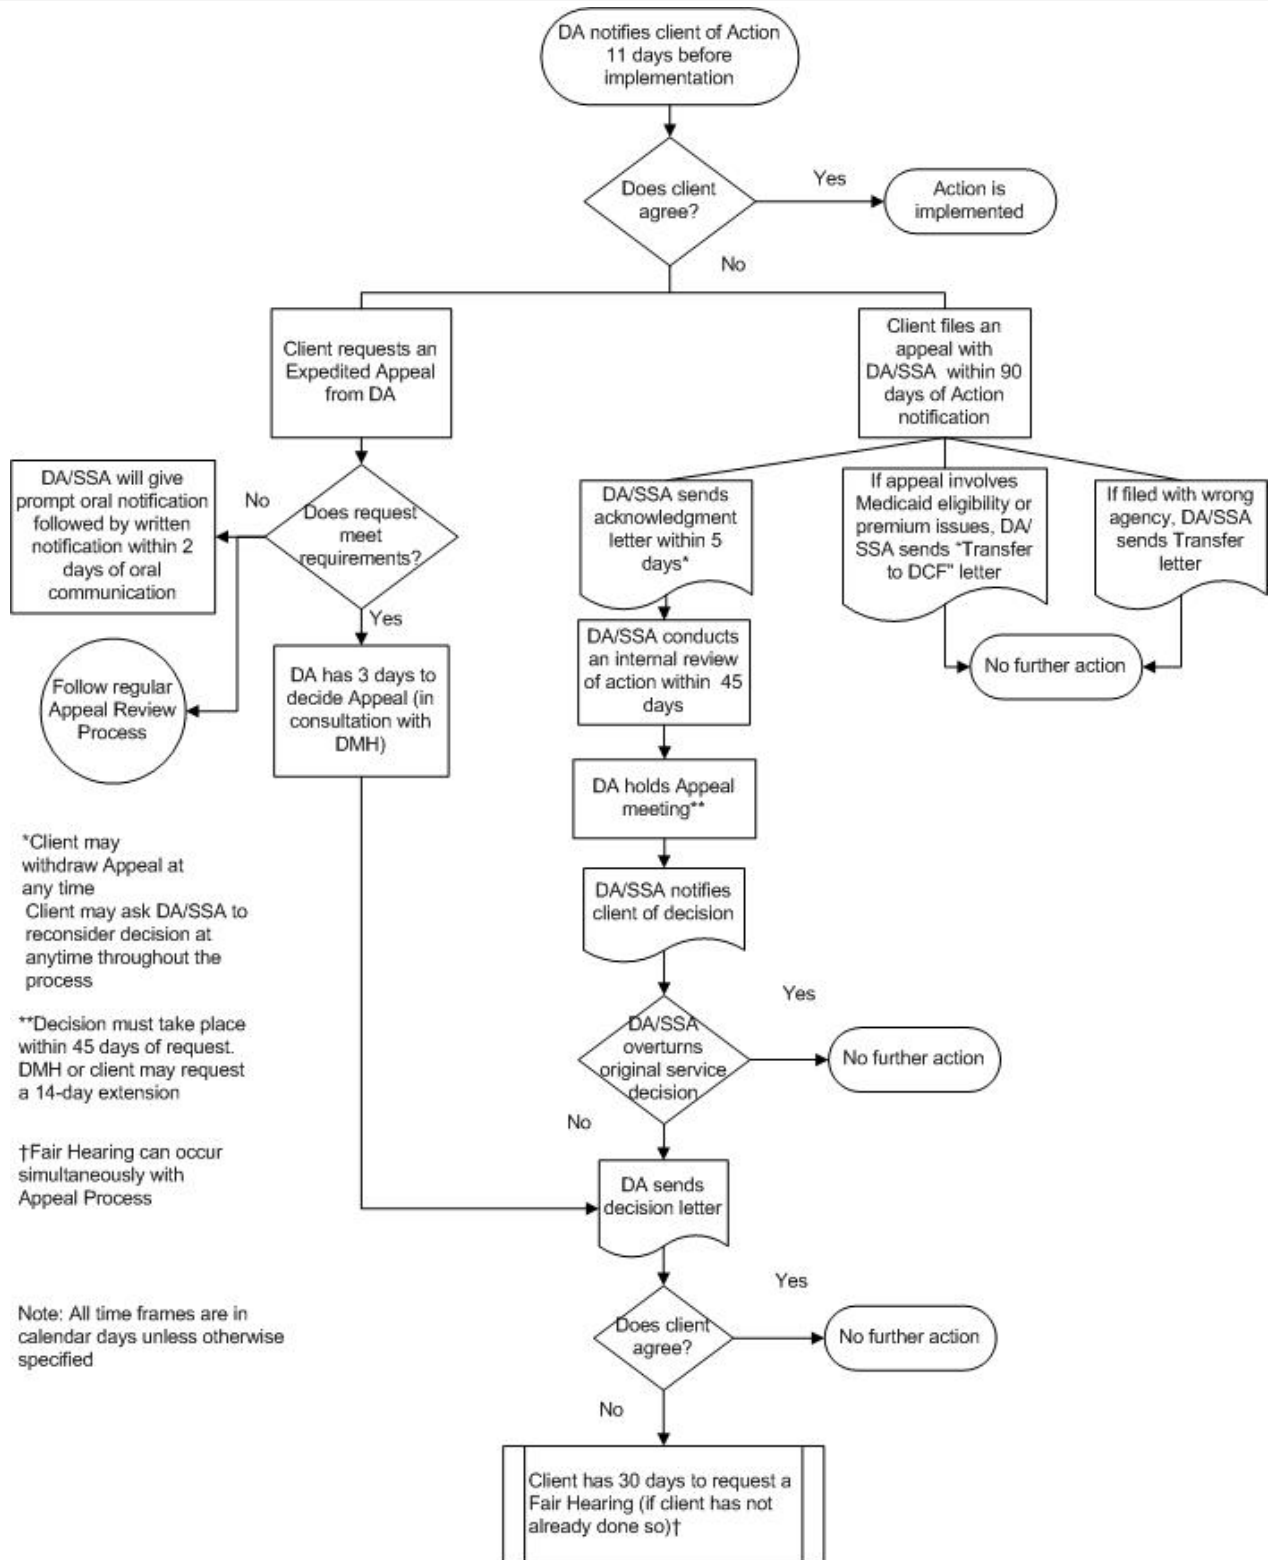 DA notifies client of Action
11 days before
implementation
Does client
agree?
Yes
Action is
implemented
No
Client requests an
Expedited Appeal
from DA
Client files an
appeal with
DA/SSA within 90
days of Action
notification
DA/SSA will give
prompt oral notification
followed by written
notification within 2
days of oral
communication
No
Does request
meet
requirements?
Yes
DA/SSA sends
acknowledgment
letter within 5
days*
If appeal involves
Medicaid eligibility or
premium issues, DA/
SSA sends "Transfer
to DCF" letter
If filed with wrong
agency, DA/SSA
sends Transfer
letter
Follow regular
Appeal Review
Process
DA has 3 days to
decide Appeal (in
consultation with
DMH)
DA/SSA conducts
an internal review
of action within 45
days
No further action
DA holds Appeal
meeting**
*Client may
withdraw Appeal at
any time
Client may ask DA/SSA to
reconsider decision at
anytime throughout the
process
DA/SSA notifies
client of decision
**Decision must take place
within 45 days of request.
DMH or client may request
a 14-day extension
DA/SSA
overturns
original service
decision
Yes
No further action
No
†Fair Hearing can occur
simultaneously with
Appeal Process
DA sends
decision letter
Note: All time frames are in
calendar days unless otherwise
specified
Does client
agree?
Yes
No further action
No
Client has 30 days to request a
Fair Hearing (if client has not
already done so)†